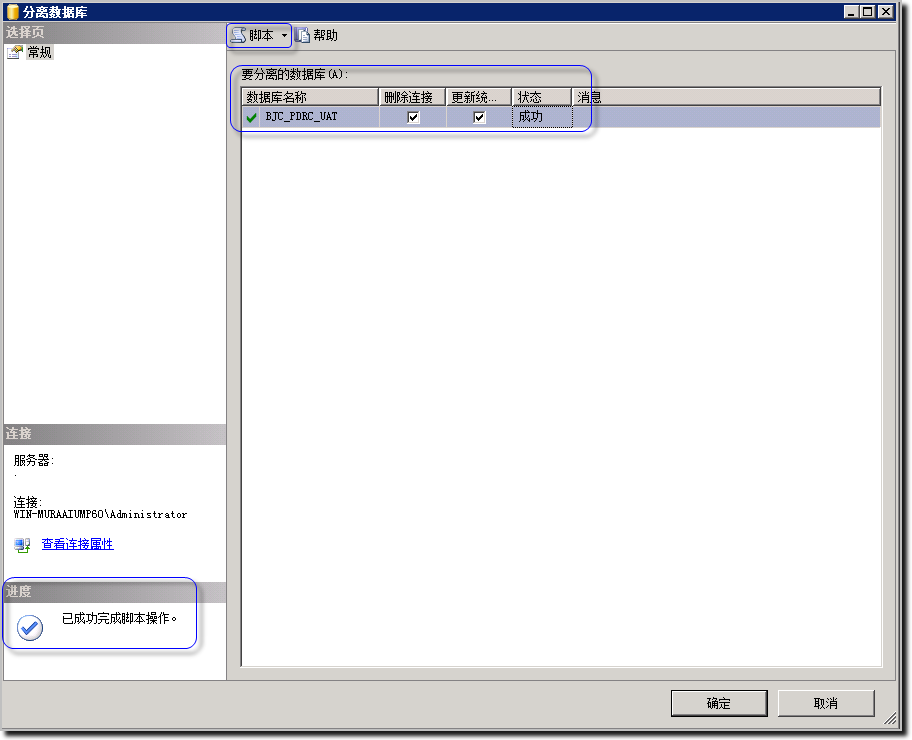 分离数据库
选择页
常规
脚本
帮助
要分离的数据库(A):
数据库名称 删除连接 更新统... 状态 消息
BJC_PDRC_UAT 成功
连接
服务器:
.
连接:
WIN-MURAAIUMP60\Administrator
查看连接属性
进度
已成功完成脚本操作。
确定
取消